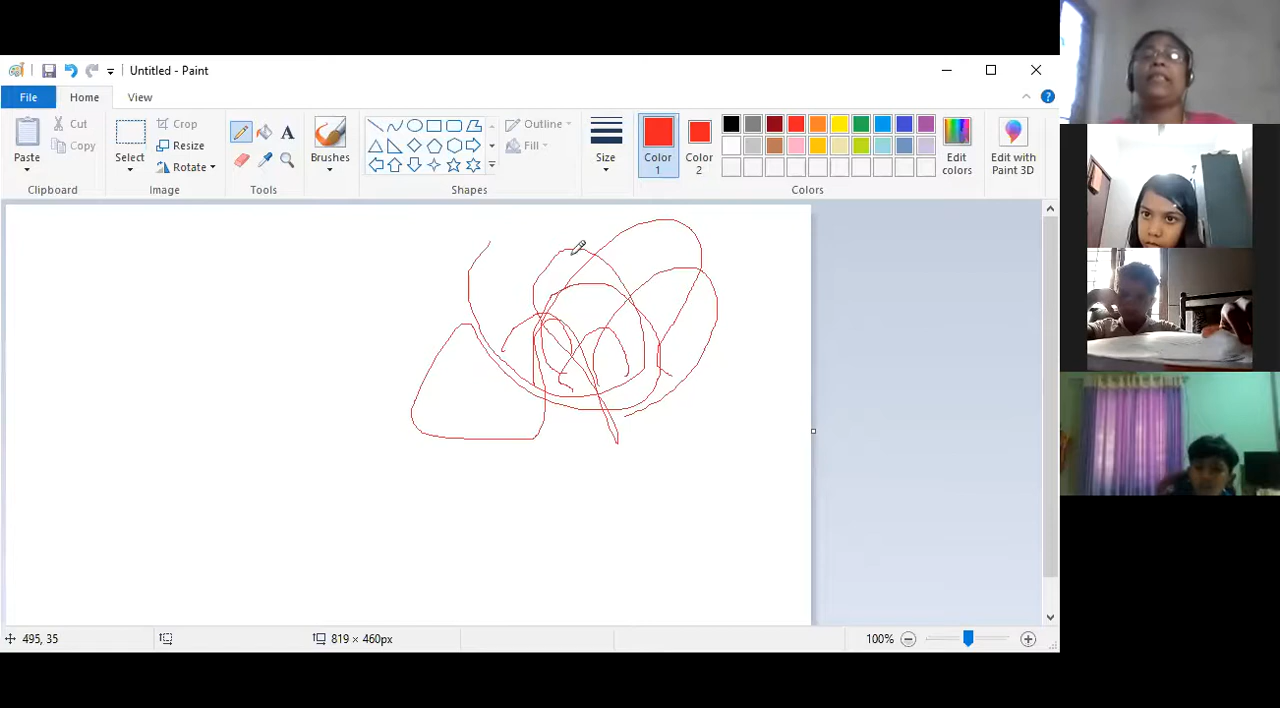 Untitled - Paint
File
Home
View
Paste
Cut
Copy
Clipboard
Select
Crop
Resize
Rotate
Image
A
Tools
Brushes
Shapes
Outline
Fill
Size
Color
1
Color
2
Colors
Edit
colors
Edit with
Paint 3D
495, 35
819 × 460px
100%